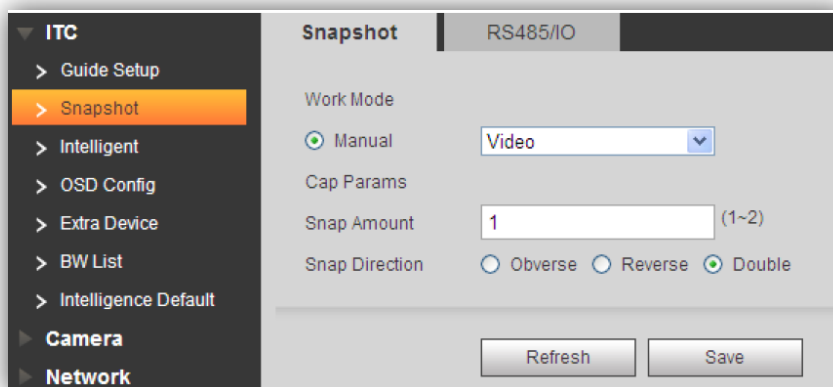 ITC
Guide Setup
Snapshot
Intelligent
OSD Config
Extra Device
BW List
Intelligence Default
Camera
Network
Snapshot
RS485/IO
Work Mode
Manual
Video
Cap Params
Snap Amount
1
(1~2)
Snap Direction
Obverse
Reverse
Double
Refresh
Save